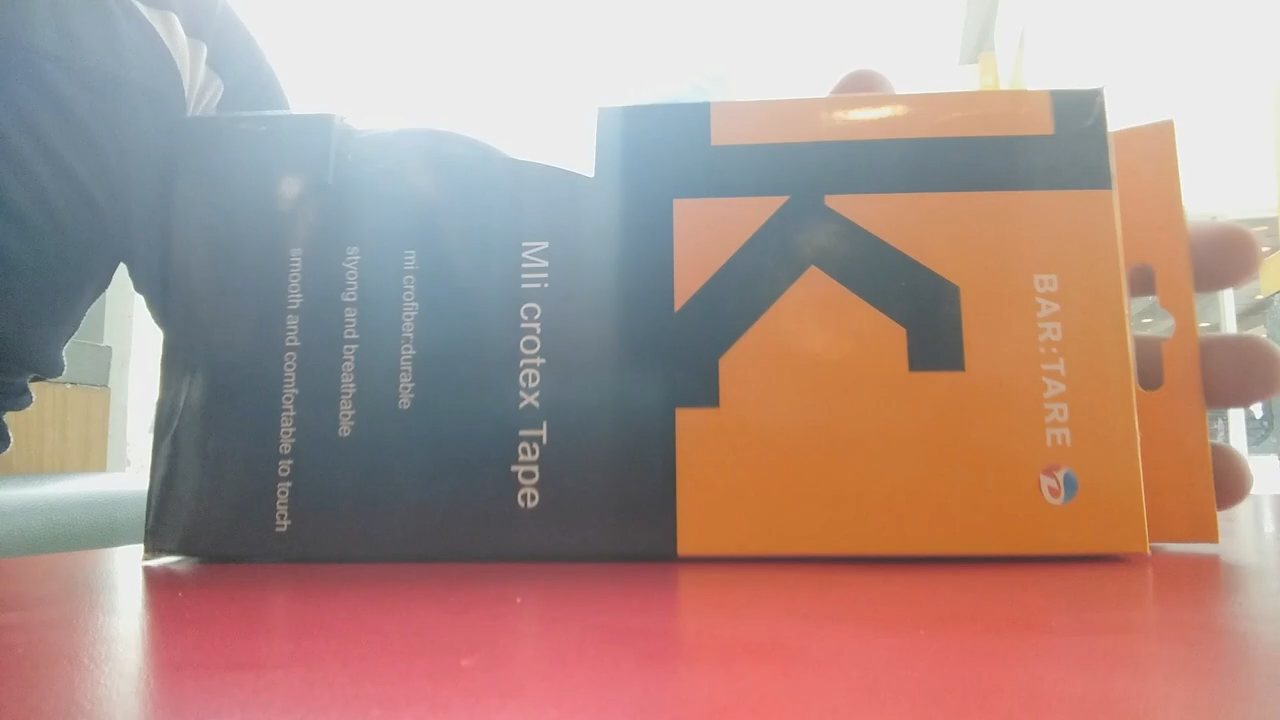 BAR:TARE
K
Mli crotex Tape
mi crofiber:durable
styong and breathable
smooth and comfortable to touch